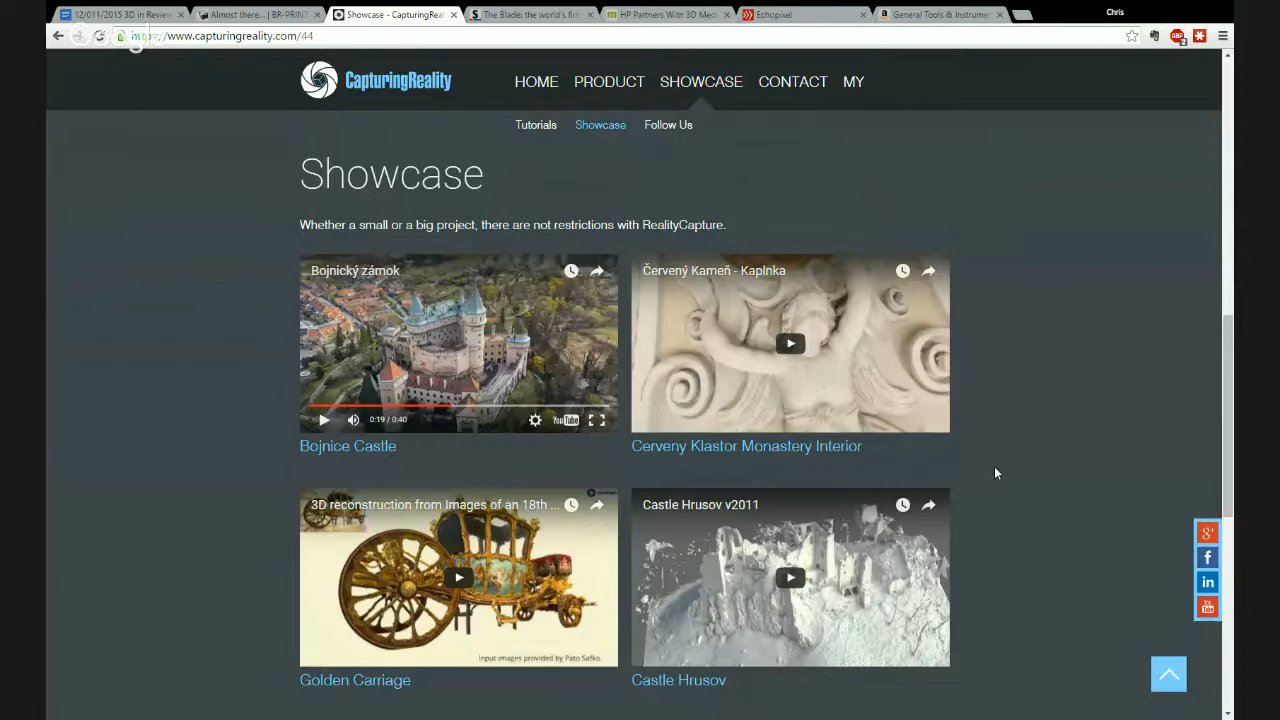 12/01/2015 3D in Review
Almost there... | BR-PRINT
Showcase - CapturingReal
The Blade: the world's firs
HP Partners With 3D Med
Echopixel
General Tools & Instrume
Chris
https://www.capturingreality.com/44
CapturingReality
HOME PRODUCT SHOWCASE CONTACT MY
Tutorials Showcase Follow Us
Showcase
Whether a small or a big project, there are not restrictions with RealityCapture.
Bojnický zámok
Červený Kameň - Kaplnka
0:19 / 0:40
YouTube
Bojnice Castle
Cerveny Klastor Monastery Interior
3D reconstruction from Images of an 18th ...
Castle Hrusov v2011
Input images provided by Pato Safko.
Golden Carriage
Castle Hrusov